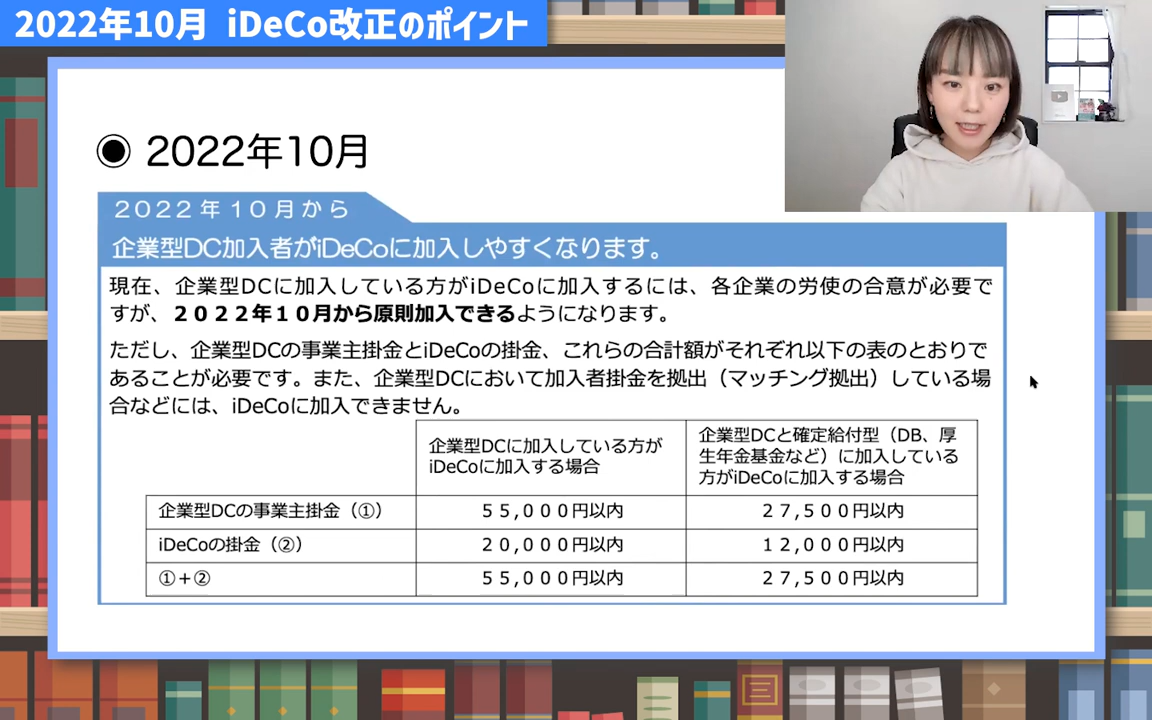 2022年10月 iDeCo改正のポイント
◉ 2022年10月
２０２２年１０月から
企業型DC加入者がiDeCoに加入しやすくなります。
現在、企業型DCに加入している方がiDeCoに加入するには、各企業の労使の合意が必要で
すが、２０２２年１０月から原則加入できるようになります。
ただし、企業型DCの事業主掛金とiDeCoの掛金、これらの合計額がそれぞれ以下の表のとおりで
あることが必要です。また、企業型DCにおいて加入者掛金を拠出（マッチング拠出）している場
合などには、iDeCoに加入できません。
企業型DCに加入している方が
iDeCoに加入する場合
企業型DCと確定給付型（DB、厚
生年金基金など）に加入している
方がiDeCoに加入する場合
企業型DCの事業主掛金（①） ５５,０００円以内 ２７,５００円以内
iDeCoの掛金（②） ２０,０００円以内 １２,０００円以内
①＋② ５５,０００円以内 ２７,５００円以内